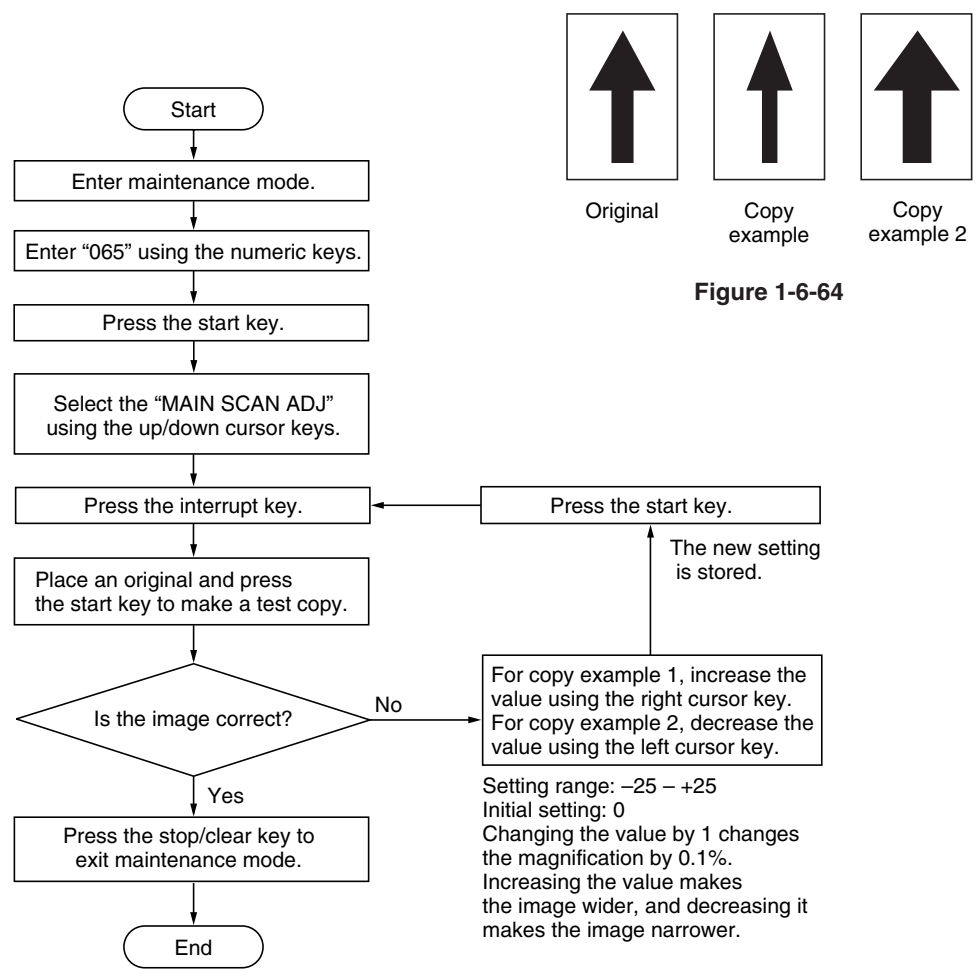 Start
Enter maintenance mode.
Enter “065” using the numeric keys.
Press the start key.
Select the “MAIN SCAN ADJ”
using the up/down cursor keys.
Press the interrupt key.
Place an original and press
the start key to make a test copy.
Is the image correct?
Yes
Press the stop/clear key to
exit maintenance mode.
End
No
For copy example 1, increase the
value using the right cursor key.
For copy example 2, decrease the
value using the left cursor key.
Setting range: –25 – +25
Initial setting: 0
Changing the value by 1 changes
the magnification by 0.1%.
Increasing the value makes
the image wider, and decreasing it
makes the image narrower.
The new setting
is stored.
Press the start key.
Original
Copy
example
Copy
example 2
Figure 1-6-64